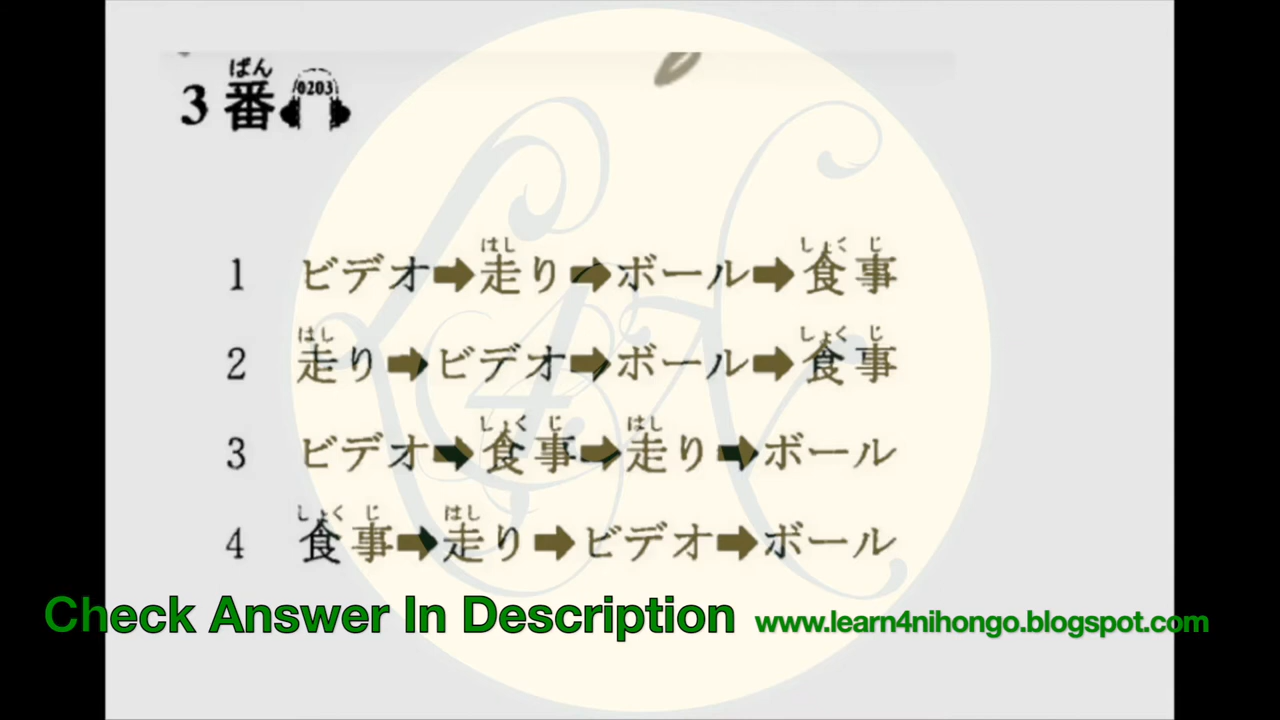 ばん
3番 0203
はし しょくじ
1 ビデオ➡走り➡ボール➡食事
はし しょくじ
2 走り➡ビデオ➡ボール➡食事
しょくじ はし
3 ビデオ➡食事➡走り➡ボール
しょくじ はし
4 食事➡走り➡ビデオ➡ボール
Check Answer In Description www.learn4nihongo.blogspot.com
L4N